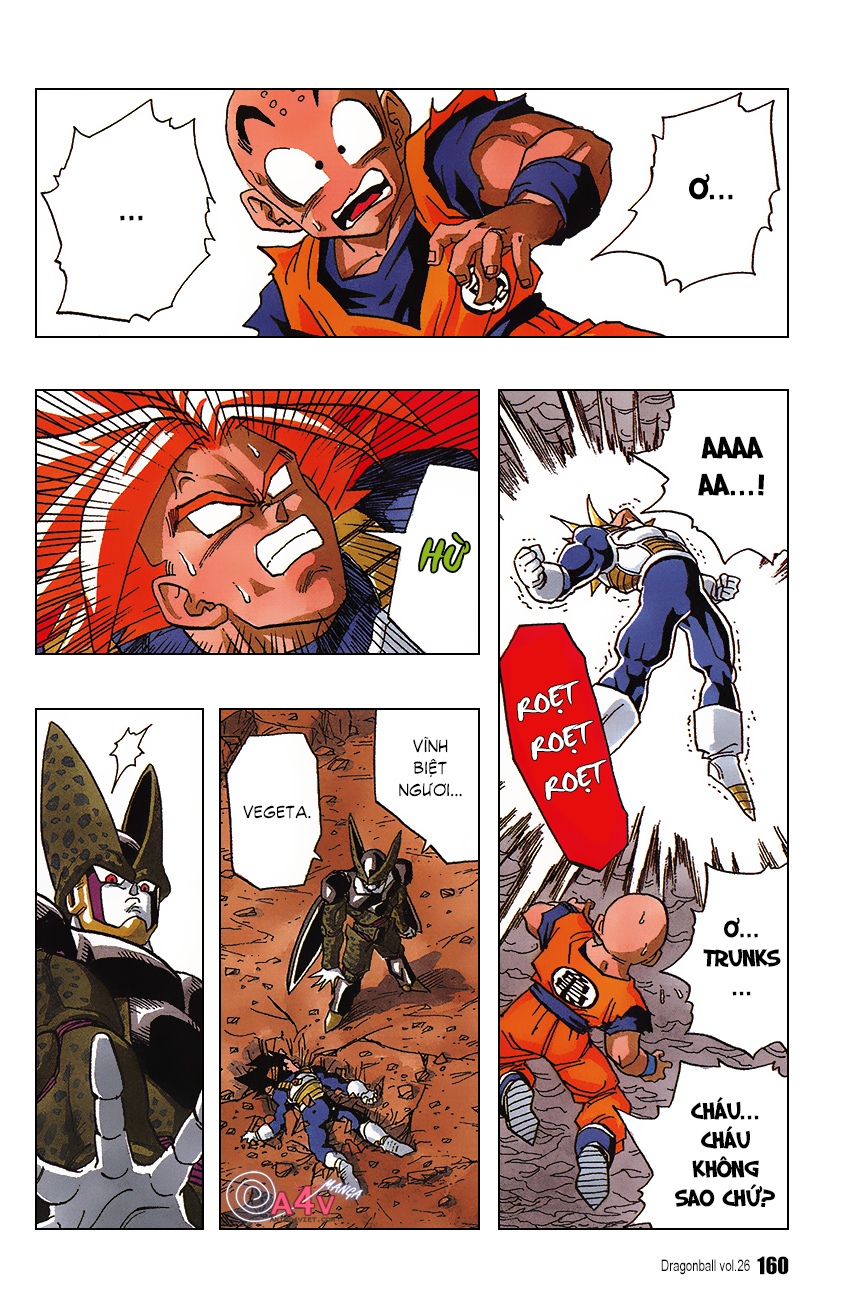 Ơ...
...
AAAA
AA...!
HỪ
ROẸT
ROẸT
ROẸT
Ơ...
TRUNKS
...
CHÁU...
CHÁU
KHÔNG
SAO CHỨ?
VĨNH
BIỆT
NGƯƠI...
VEGETA.
A4V
MANGA
Dragonball vol.26 160